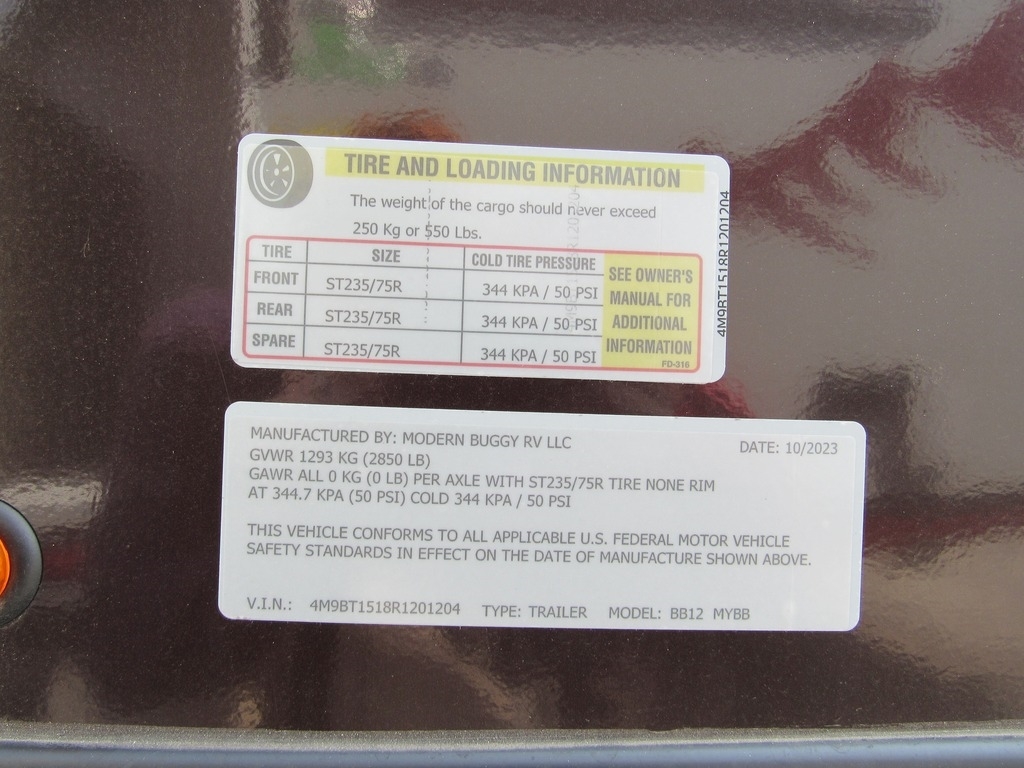 TIRE AND LOADING INFORMATION
The weight of the cargo should never exceed
250 Kg or 550 Lbs.
TIRE SIZE COLD TIRE PRESSURE
FRONT ST235/75R 344 KPA / 50 PSI
REAR ST235/75R 344 KPA / 50 PSI
SPARE ST235/75R 344 KPA / 50 PSI
SEE OWNER'S
MANUAL FOR
ADDITIONAL
INFORMATION
FD-316
4M9BT1518R1201204
MANUFACTURED BY: MODERN BUGGY RV LLC DATE: 10/2023
GVWR 1293 KG (2850 LB)
GAWR ALL 0 KG (0 LB) PER AXLE WITH ST235/75R TIRE NONE RIM
AT 344.7 KPA (50 PSI) COLD 344 KPA / 50 PSI
THIS VEHICLE CONFORMS TO ALL APPLICABLE U.S. FEDERAL MOTOR VEHICLE
SAFETY STANDARDS IN EFFECT ON THE DATE OF MANUFACTURE SHOWN ABOVE.
V.I.N.: 4M9BT1518R1201204 TYPE: TRAILER MODEL: BB12 MYBB